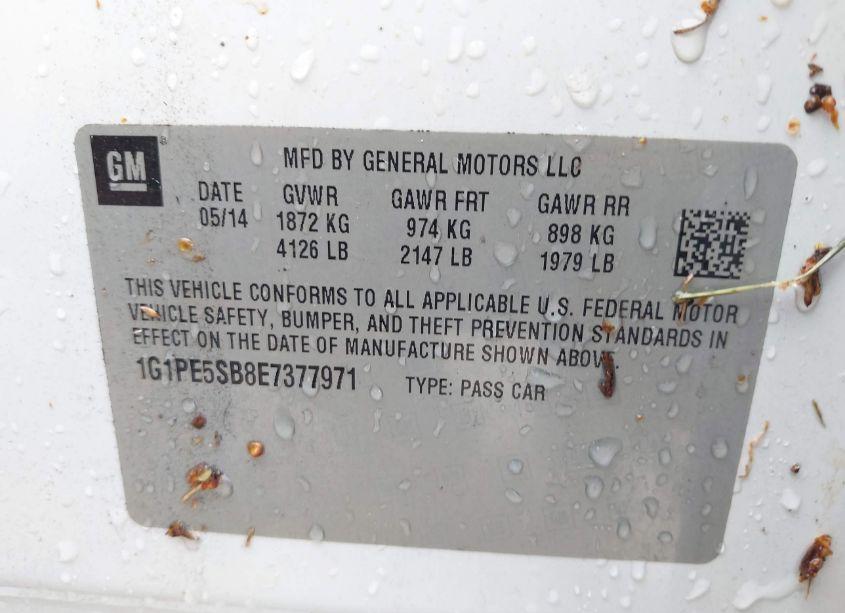 GM
MFD BY GENERAL MOTORS LLC
DATE GVWR GAWR FRT GAWR RR
05/14 1872 KG 974 KG 898 KG
4126 LB 2147 LB 1979 LB
THIS VEHICLE CONFORMS TO ALL APPLICABLE U.S. FEDERAL MOTOR
VEHICLE SAFETY, BUMPER, AND THEFT PREVENTION STANDARDS IN
EFFECT ON THE DATE OF MANUFACTURE SHOWN ABOVE.
1G1PE5SB8E7377971 TYPE: PASS CAR